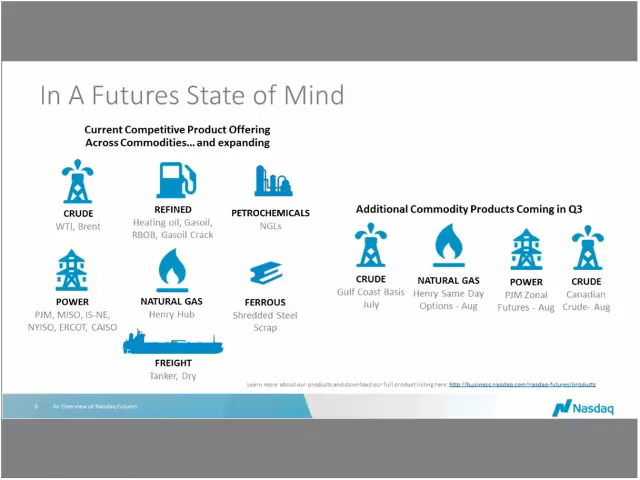 In A Futures State of Mind
Current Competitive Product Offering
Across Commodities... and expanding
CRUDE
WTI, Brent
REFINED
Heating oil, Gasoil,
RBOB, Gasoil Crack
PETROCHEMICALS
NGLs
POWER
PJM, MISO, IS-NE,
NYISO, ERCOT, CAISO
NATURAL GAS
Henry Hub
FERROUS
Shredded Steel
Scrap
FREIGHT
Tanker, Dry
Additional Commodity Products Coming in Q3
CRUDE
Gulf Coast Basis
July
NATURAL GAS
Henry Same Day
Options - Aug
POWER
PJM Zonal
Futures - Aug
CRUDE
Canadian
Crude- Aug
Learn more about our products and download our full product listing here: http://business.nasdaq.com/nasdaq-futures/products
6 An Overview of Nasdaq Futures
Nasdaq